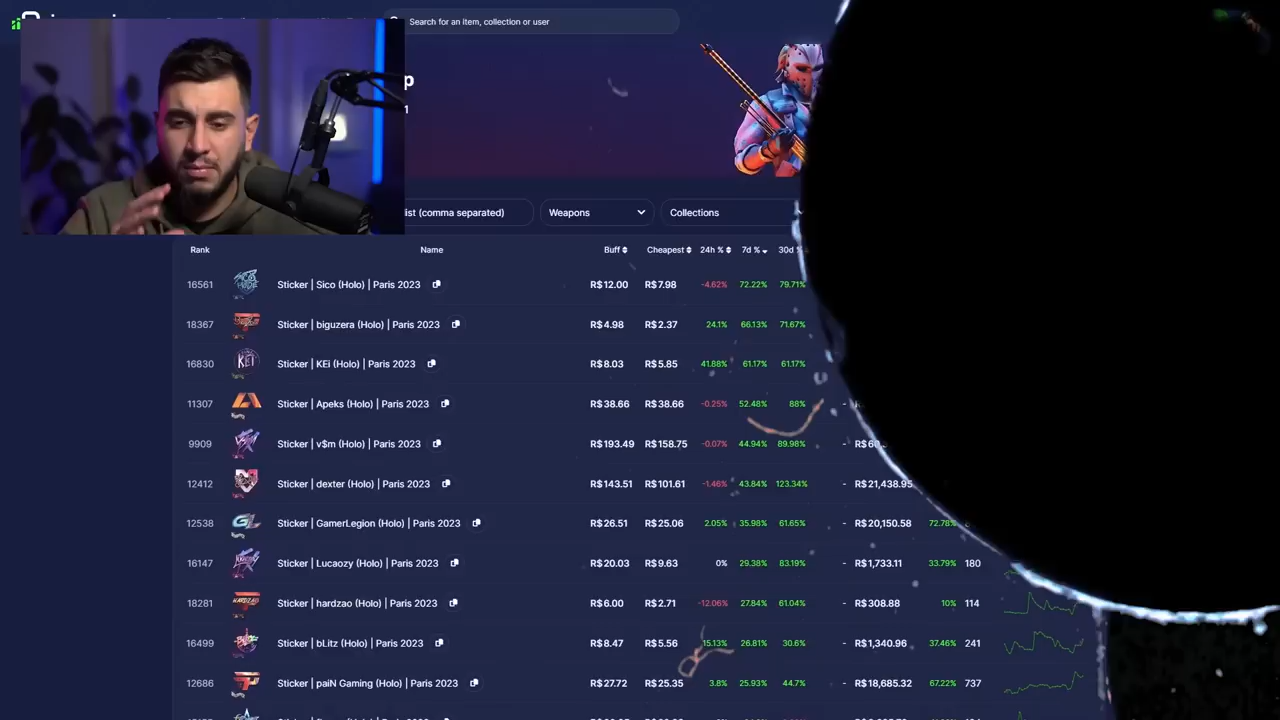 Search for an item, collection or user
p
1
ist (comma separated) Weapons Collections
Rank Name Buff Cheapest 24h % 7d % 30d %
16561 Sticker | Sico (Holo) | Paris 2023 R$12.00 R$7.98 -4.62% 72.22% 79.71%
18367 Sticker | biguzera (Holo) | Paris 2023 R$4.98 R$2.37 24.1% 66.13% 71.67%
16830 Sticker | KEi (Holo) | Paris 2023 R$8.03 R$5.85 41.88% 61.17% 61.17%
11307 Sticker | Apeks (Holo) | Paris 2023 R$38.66 R$38.66 -0.25% 52.48% 88% -
9909 Sticker | v$m (Holo) | Paris 2023 R$193.49 R$158.75 -0.07% 44.94% 89.98% -
12412 Sticker | dexter (Holo) | Paris 2023 R$143.51 R$101.61 -1.46% 43.84% 123.34% - R$21,438.95
12538 Sticker | GamerLegion (Holo) | Paris 2023 R$26.51 R$25.06 2.05% 35.98% 61.65% - R$20,150.58 72.78%
16147 Sticker | Lucaozy (Holo) | Paris 2023 R$20.03 R$9.63 0% 29.38% 83.19% - R$1,733.11 33.79% 180
18281 Sticker | hardzao (Holo) | Paris 2023 R$6.00 R$2.71 -12.06% 27.84% 61.04% - R$308.88 10% 114
16499 Sticker | bLitz (Holo) | Paris 2023 R$8.47 R$5.56 15.13% 26.81% 30.6% - R$1,340.96 37.46% 241
12686 Sticker | paiN Gaming (Holo) | Paris 2023 R$27.72 R$25.35 3.8% 25.93% 44.7% - R$18,685.32 67.22% 737